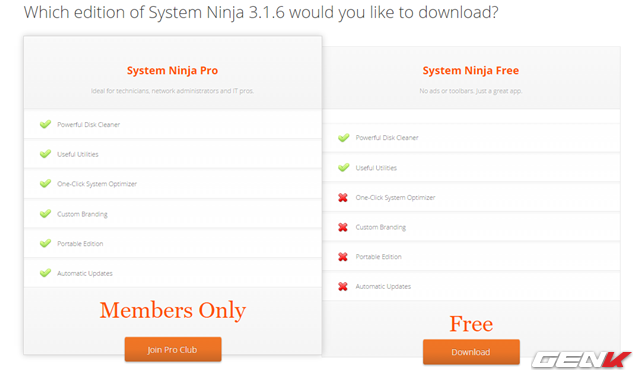 Which edition of System Ninja 3.1.6 would you like to download?
System Ninja Pro
Ideal for technicians, network administrators and IT pros.
Powerful Disk Cleaner
Useful Utilities
One-Click System Optimizer
Custom Branding
Portable Edition
Automatic Updates
Members Only
Join Pro Club
System Ninja Free
No ads or toolbars. Just a great app.
Powerful Disk Cleaner
Useful Utilities
One-Click System Optimizer
Custom Branding
Portable Edition
Automatic Updates
Free
Download
GENK